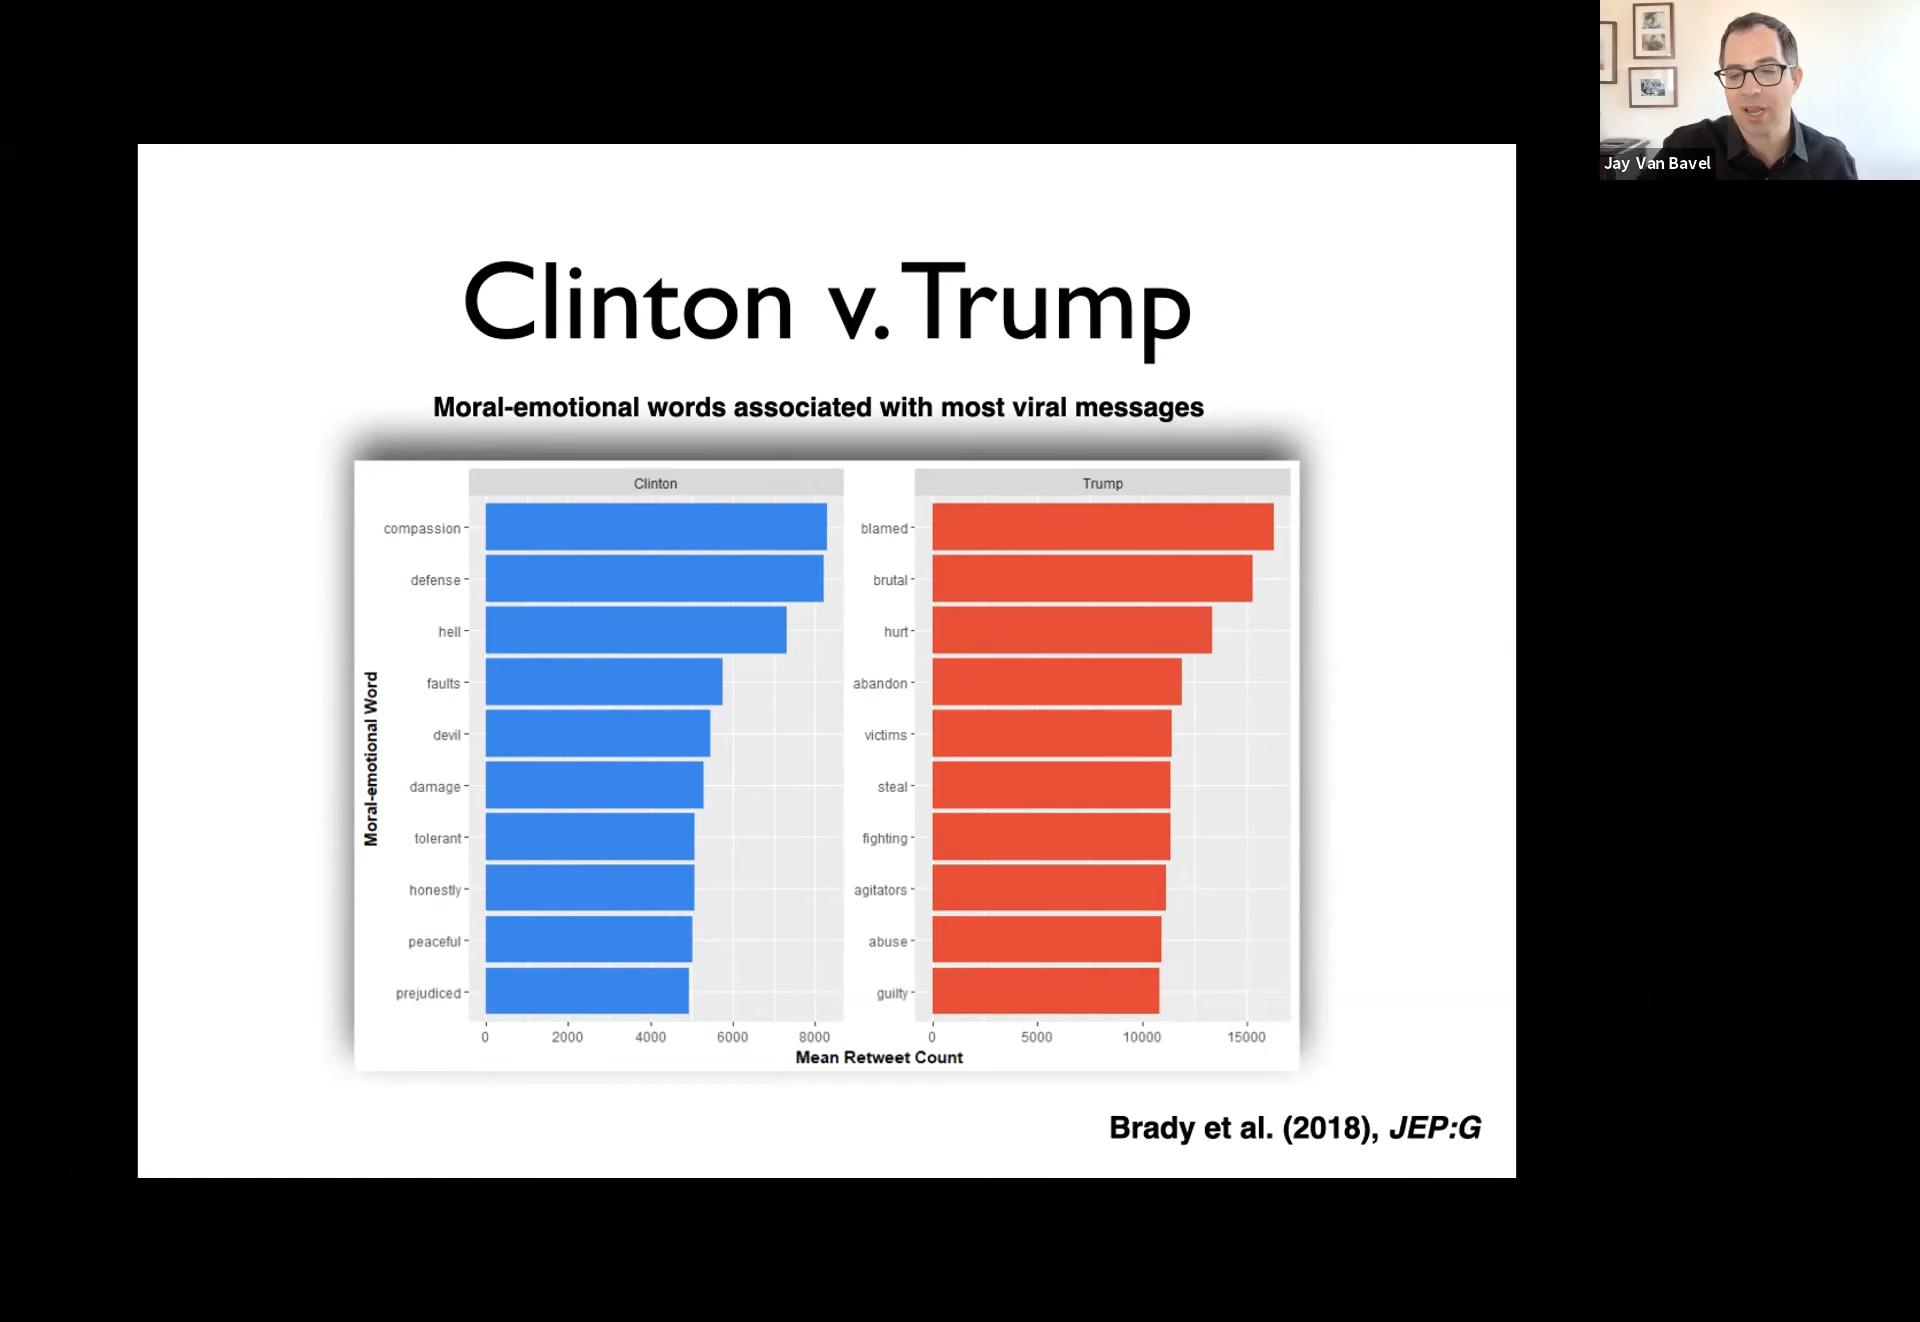 Jay Van Bavel
Clinton v. Trump
Moral-emotional words associated with most viral messages
Clinton
Trump
Moral-emotional Word
compassion
defense
hell
faults
devil
damage
tolerant
honestly
peaceful
prejudiced
blamed
brutal
hurt
abandon
victims
steal
fighting
agitators
abuse
guilty
0 2000 4000 6000 8000
0 5000 10000 15000
Mean Retweet Count
Brady et al. (2018), JEP:G